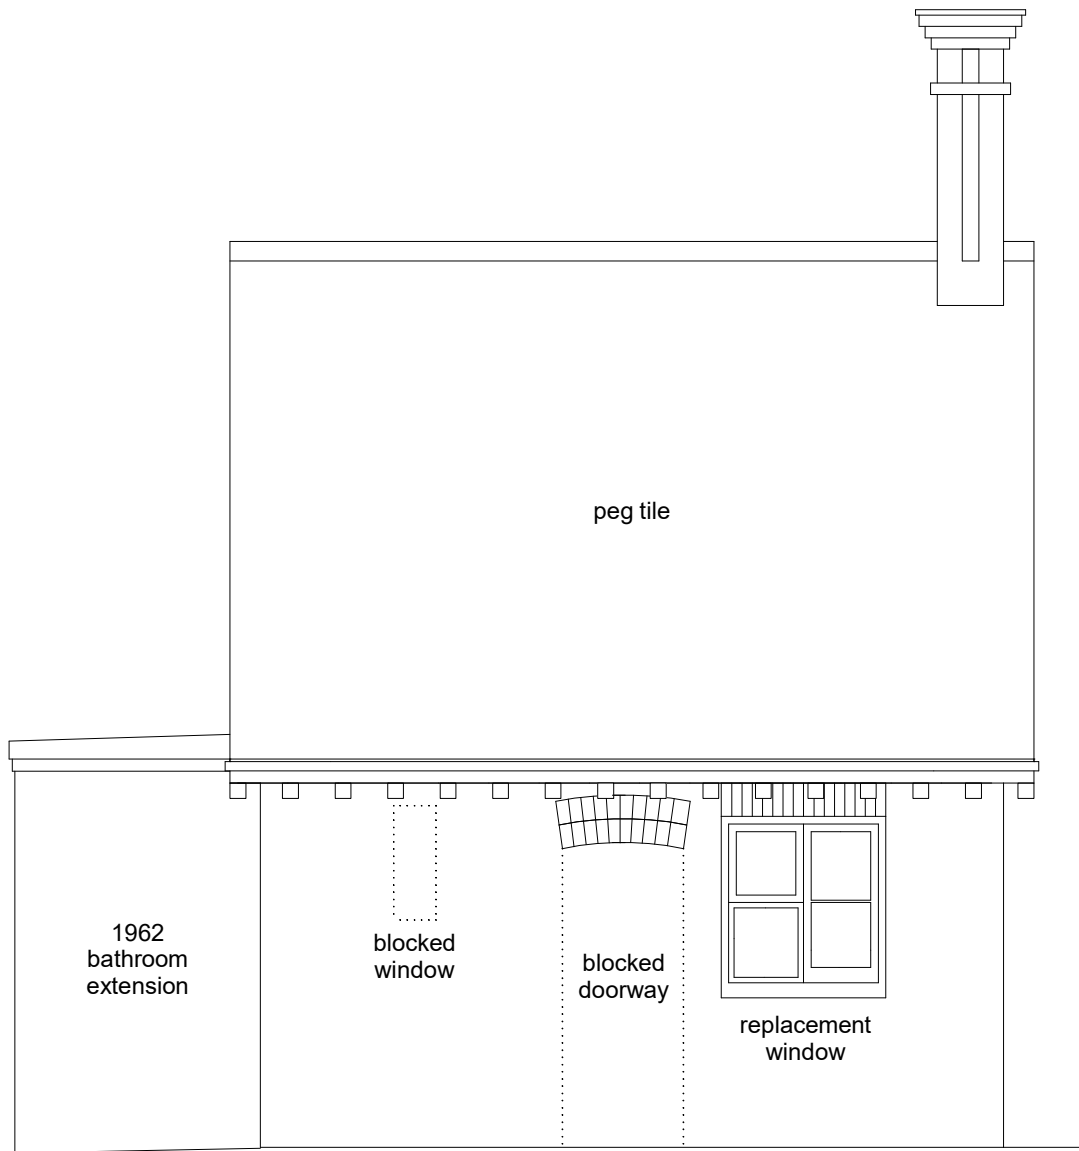 peg tile
1962
bathroom
extension
blocked
window
blocked
doorway
replacement
window